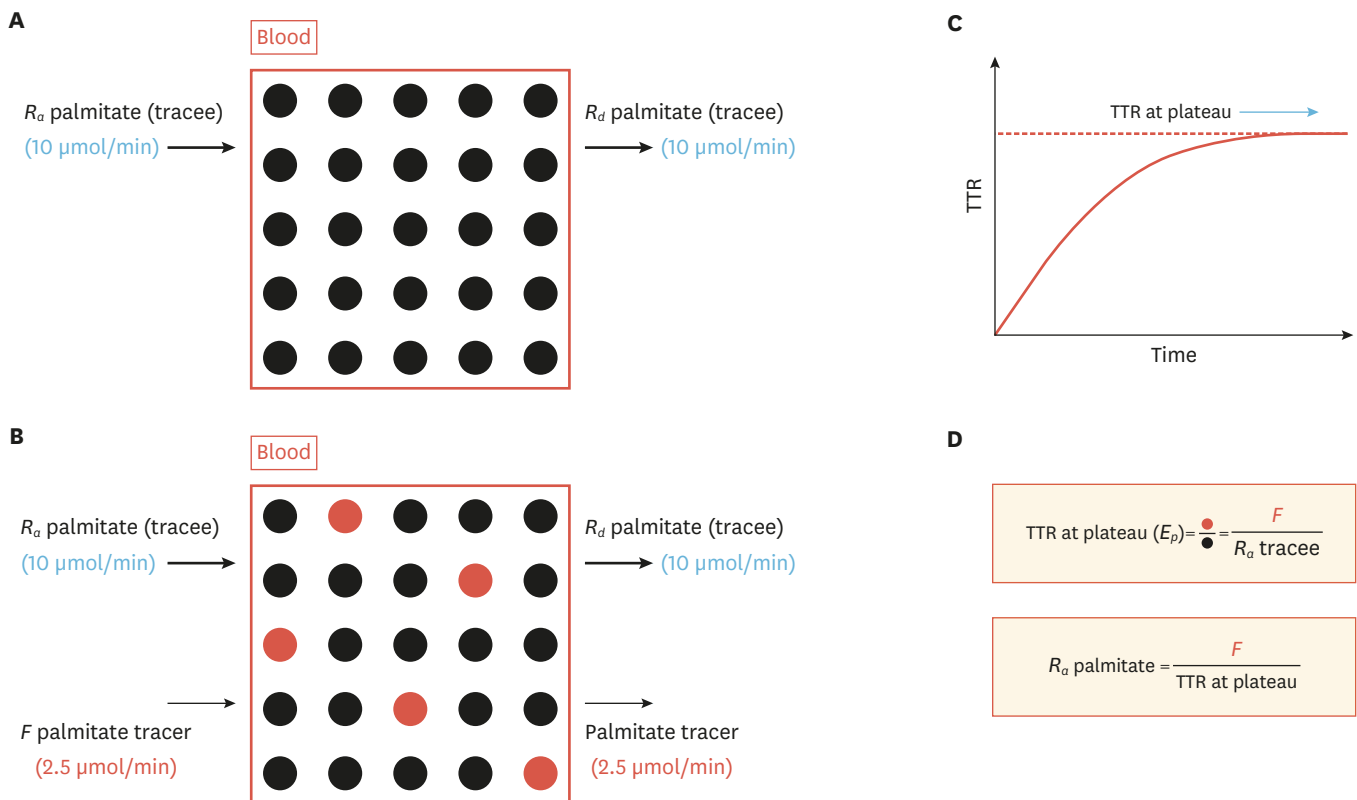 A
Blood
Rₐ palmitate (tracee)
(10 µmol/min)
R_d palmitate (tracee)
(10 µmol/min)
B
Blood
Rₐ palmitate (tracee)
(10 µmol/min)
R_d palmitate (tracee)
(10 µmol/min)
F palmitate tracer
(2.5 µmol/min)
Palmitate tracer
(2.5 µmol/min)
C
TTR at plateau
TTR
Time
D
TTR at plateau (Eₚ)= = F / Rₐ tracee
Rₐ palmitate = F / TTR at plateau